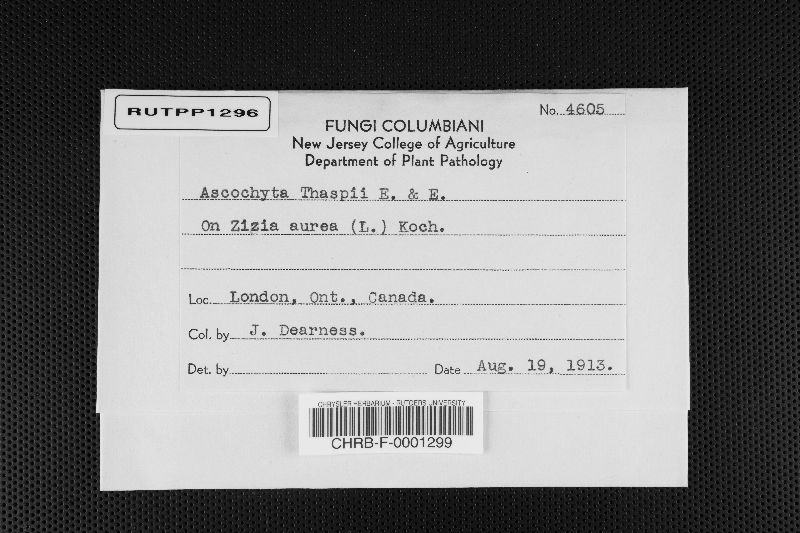 RUTPP1296
No. 4605
FUNGI COLUMBIANI
New Jersey College of Agriculture
Department of Plant Pathology
Ascochyta Thaspii E. & E.
On Zizia aurea (L.) Koch.
Loc. London, Ont., Canada.
Col. by J. Dearness.
Det. by
Date Aug. 19, 1913.
CHRYSLER HERBARIUM - RUTGERS UNIVERSITY
CHRB-F-0001299